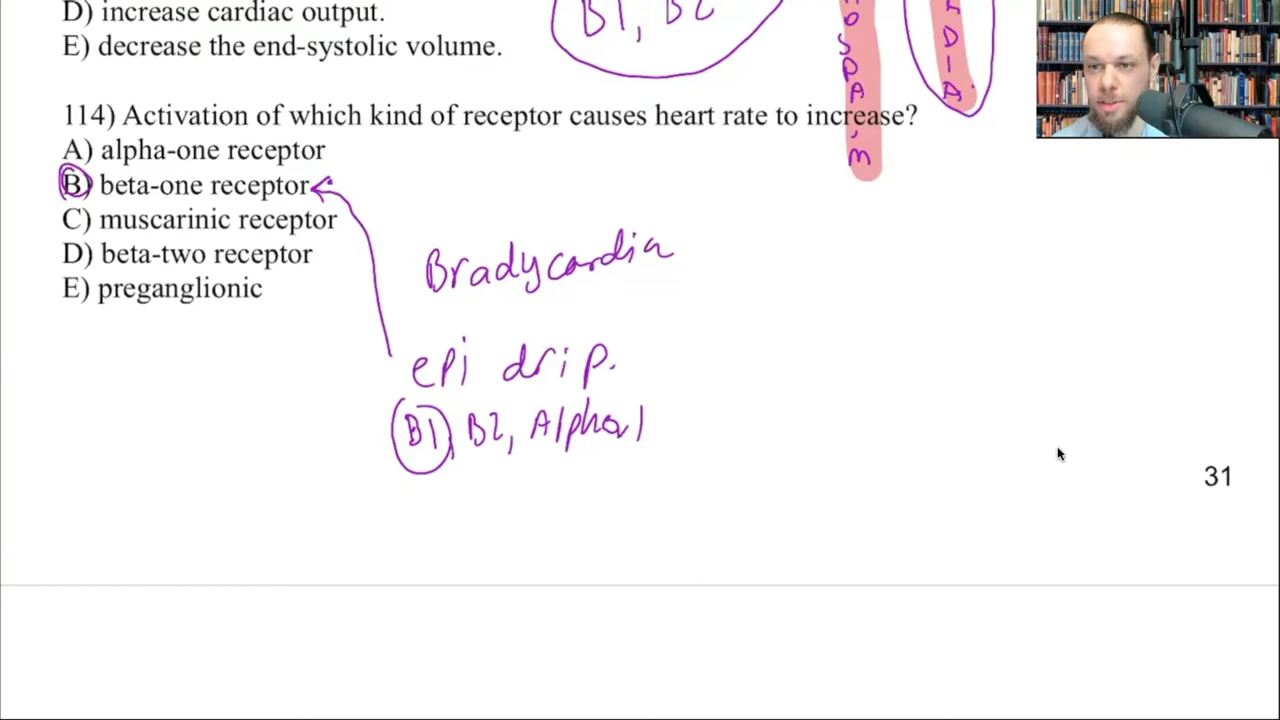 D) increase cardiac output.
B1, B2
E) decrease the end-systolic volume.
114) Activation of which kind of receptor causes heart rate to increase?
A) alpha-one receptor
B) beta-one receptor
C) muscarinic receptor
D) beta-two receptor
E) preganglionic
Bradycardia
epi drip.
B1, B2, Alpha1
31